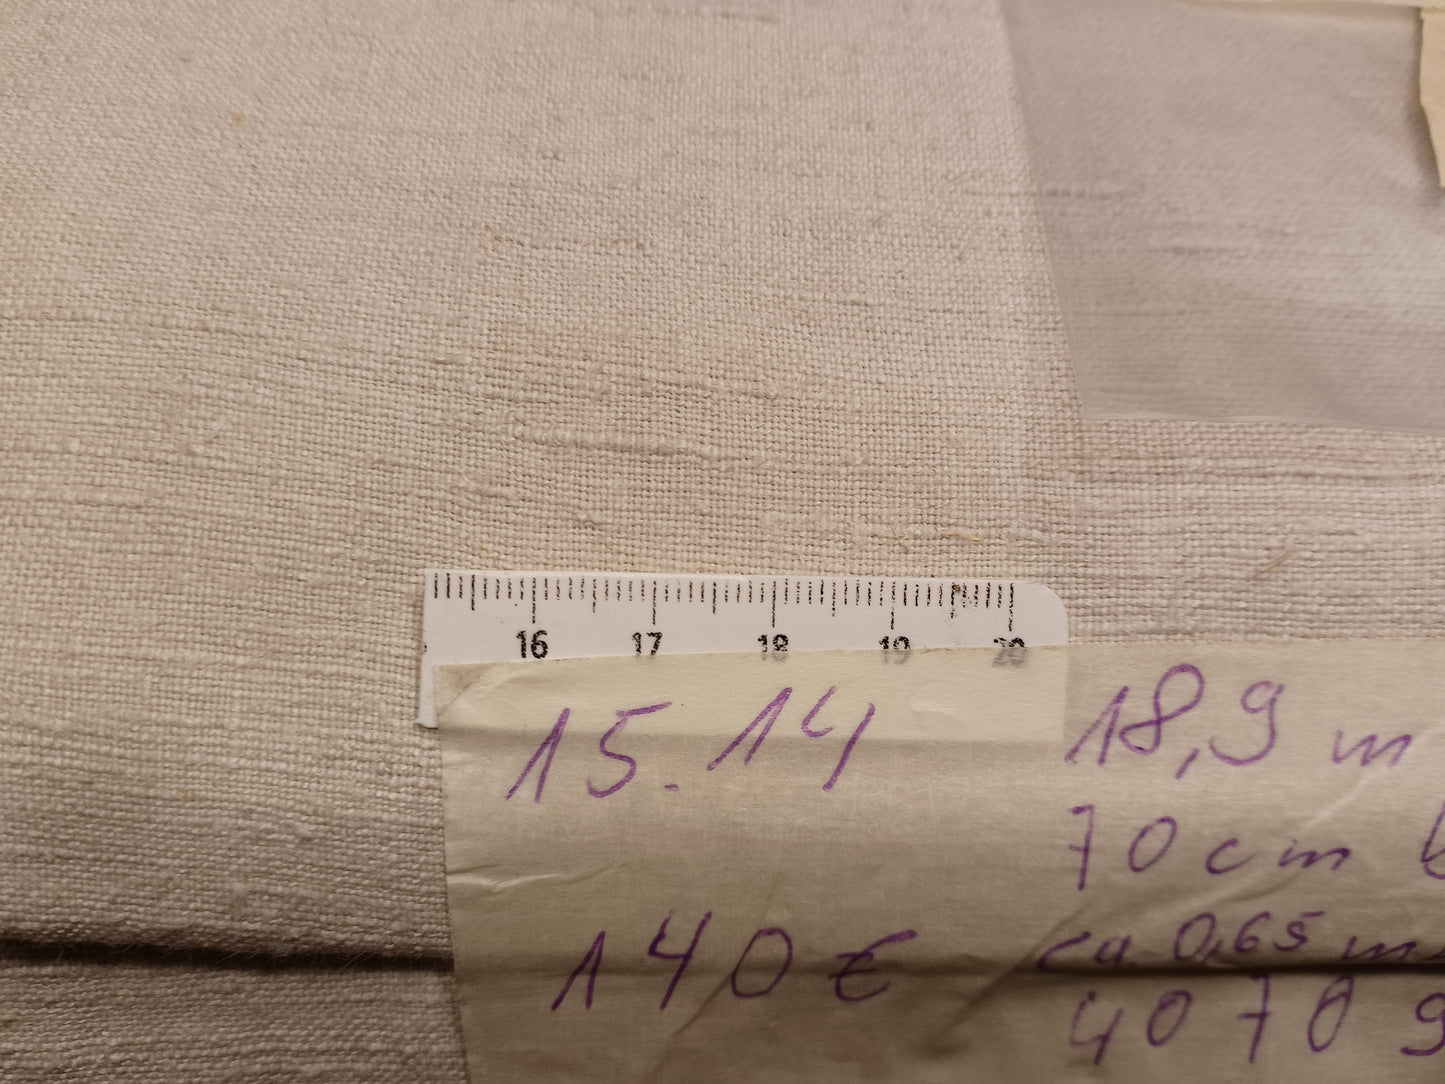 16 17 18 19 20
15.14 18,9 m
70 cm
140 € ca. 0,65 m
4070 g